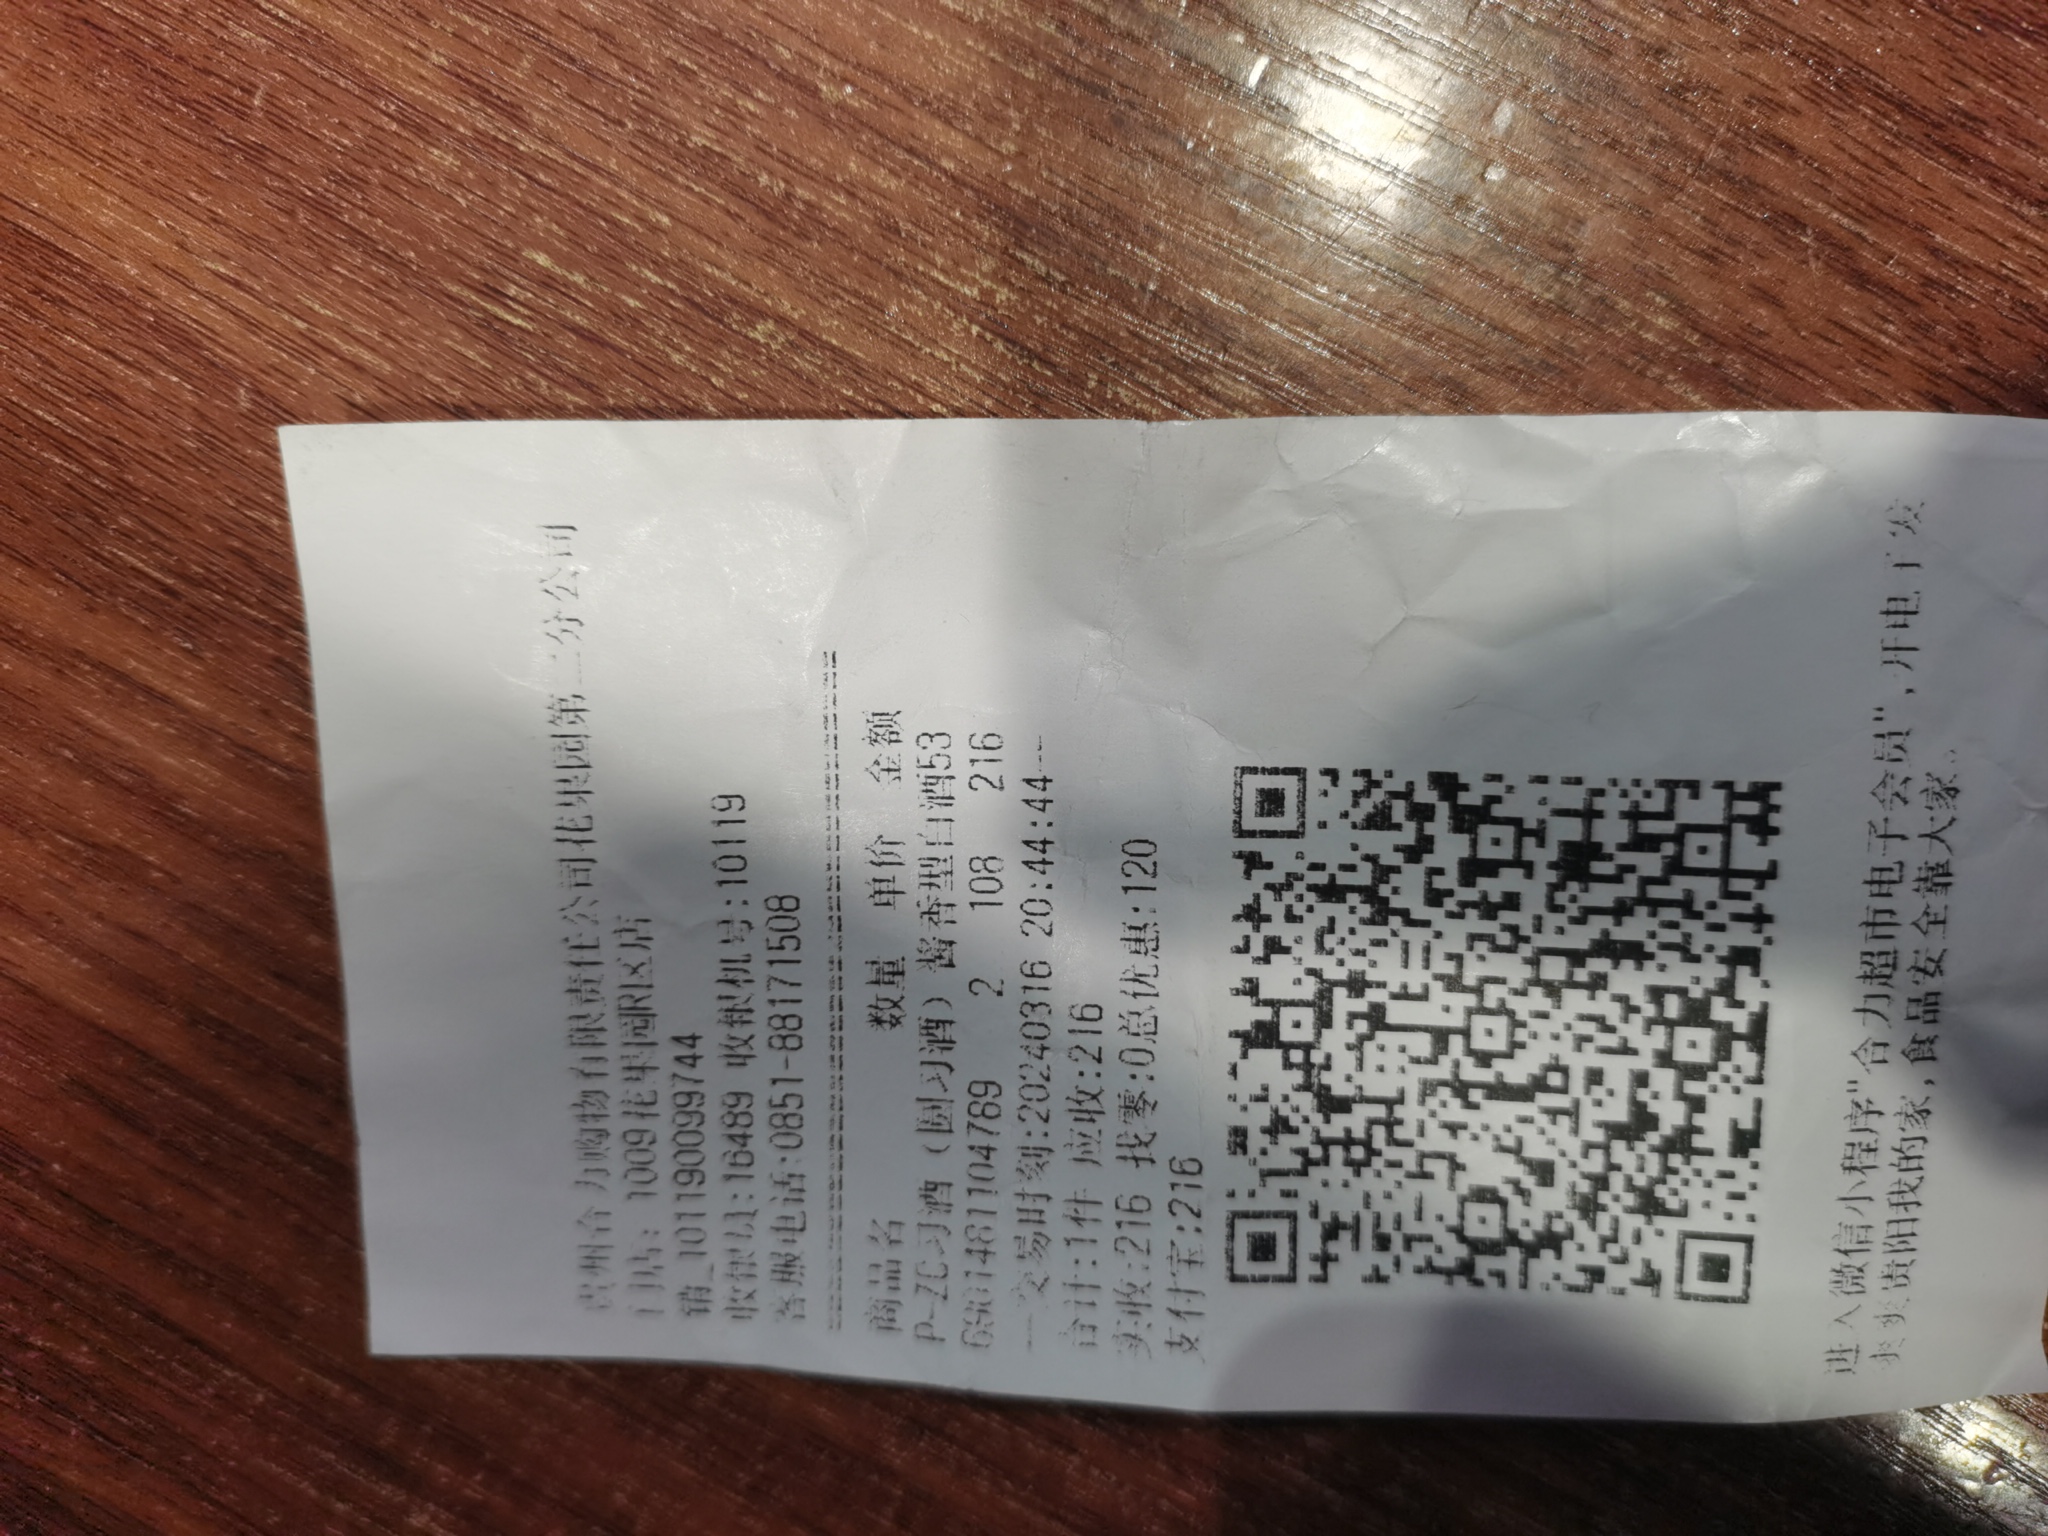 贵州合力购物有限责任公司花果园第二分公司
门店: 1009花果园R区店
销_1011900099744
收银员:16489 收银机号:10119
客服电话:0851-88171508
商品名 数量 单价 金额
P-ZC习酒（圆习酒）酱香型白酒53
6901481104769 2 108 216
---交易时刻:20240316 20:44:44---
合计:1件 应收:216
实收:216 找零:0总优惠:120
支付宝:216
进入微信小程序"合力超市电子会员",开电子发
爽爽贵阳我的家,食品安全靠大家。